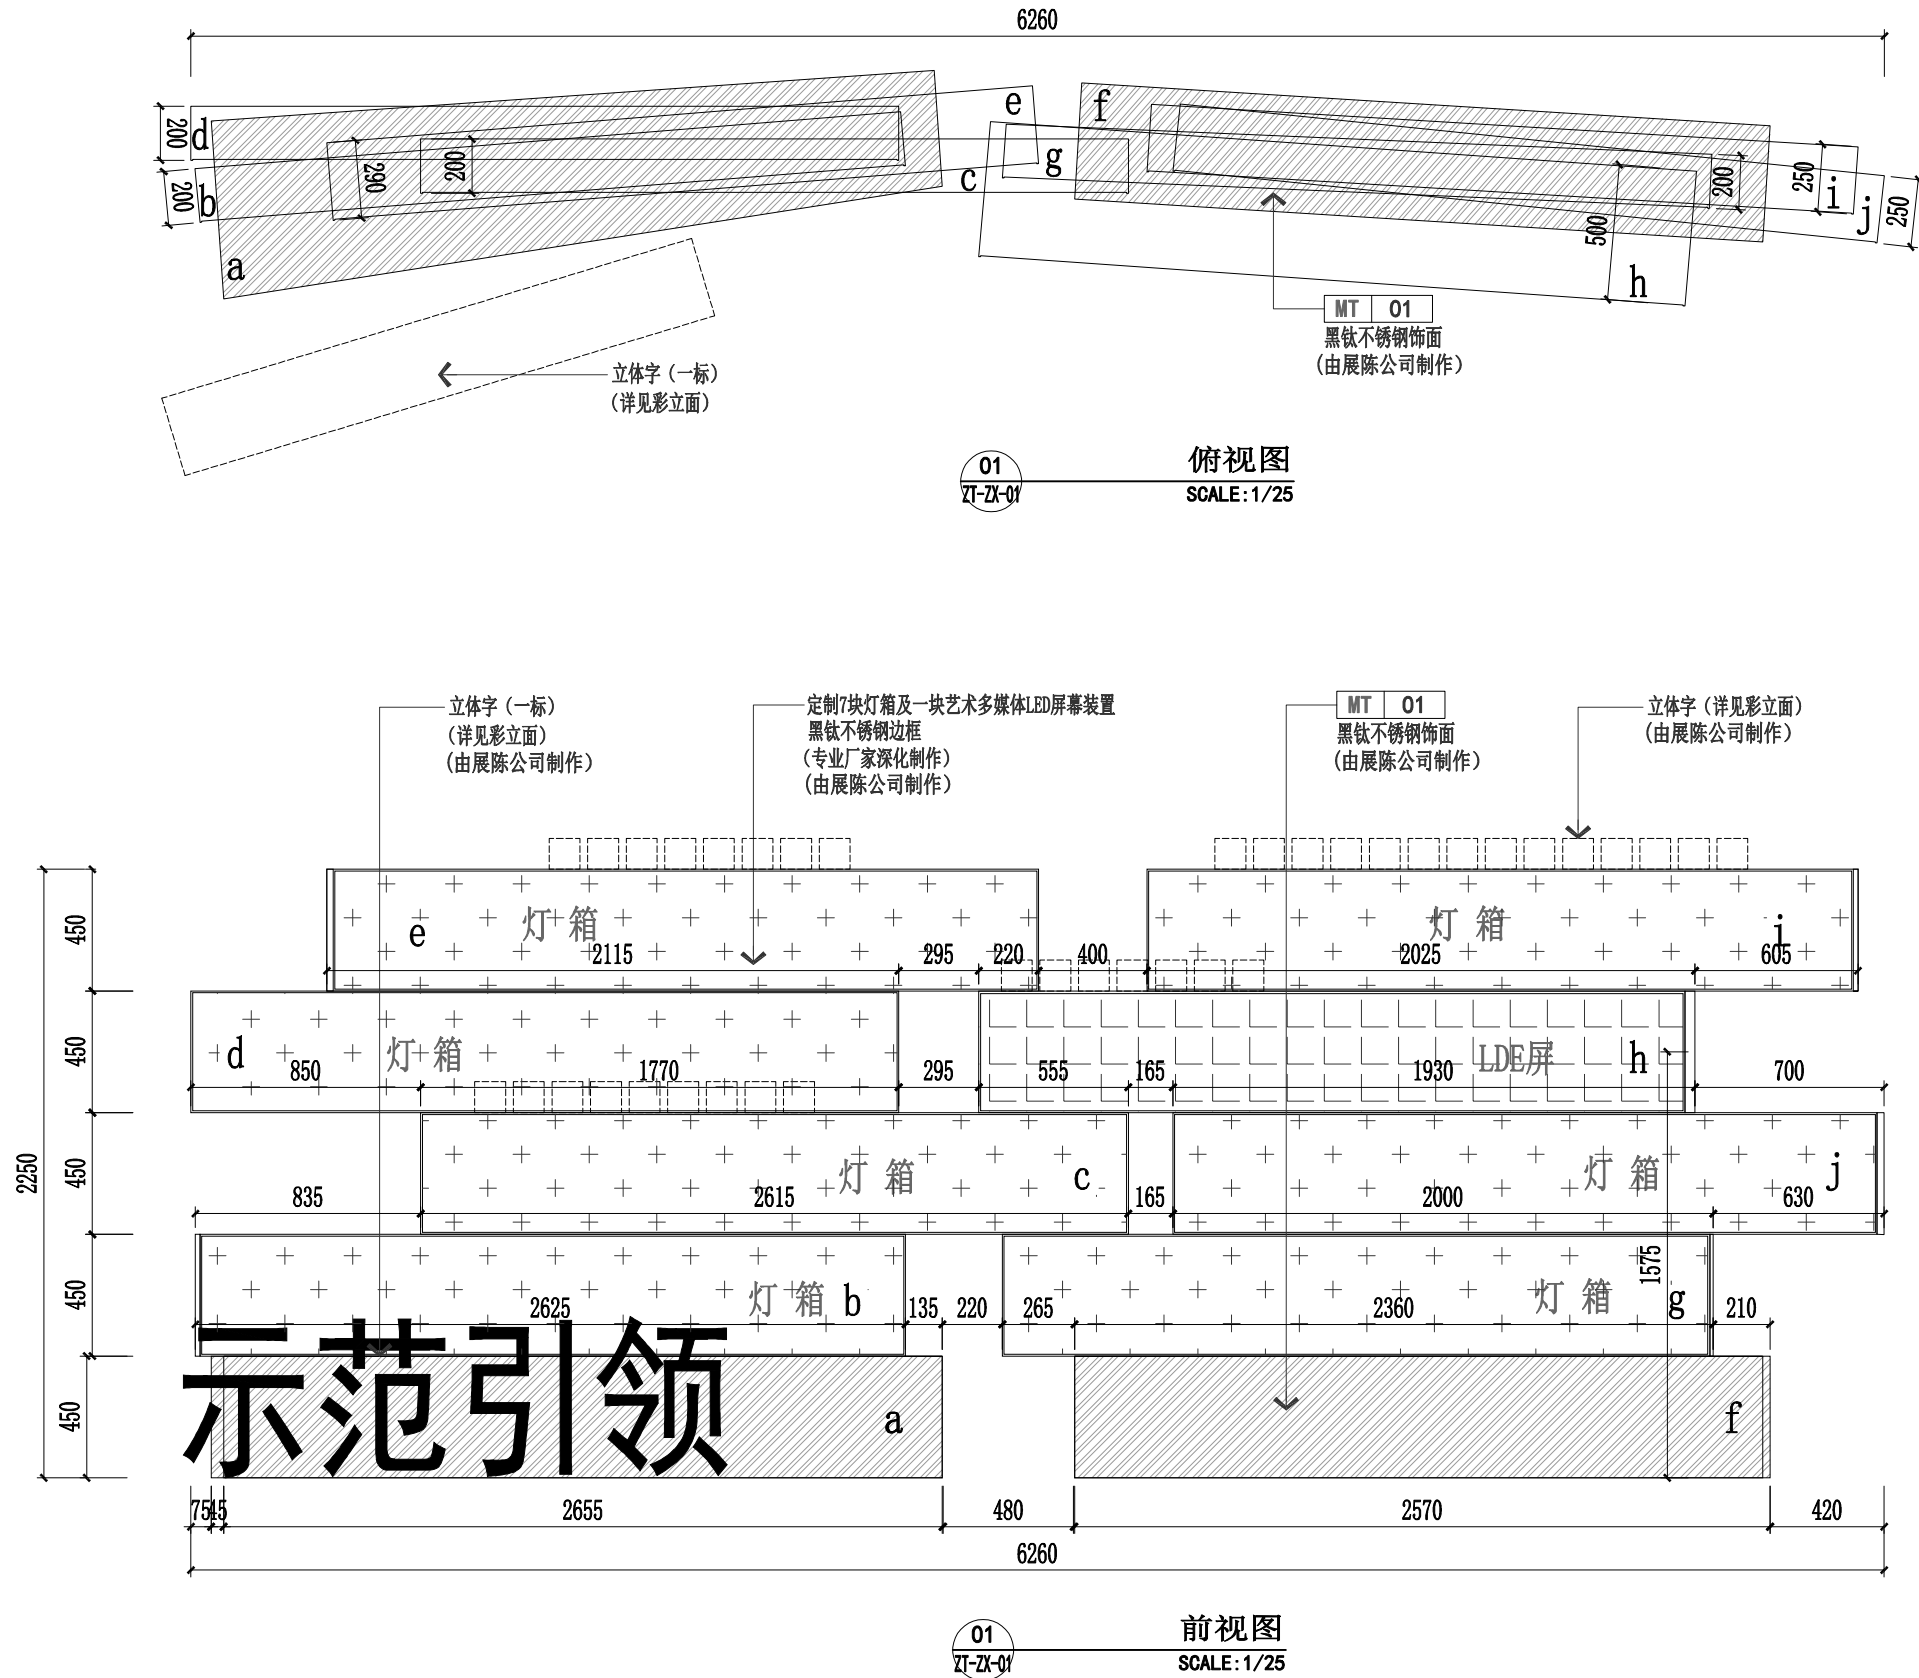 6260
d
200
b
200
a
290
200
e
c
g
f
200
250
i
j
250
500
h
MT 01
黑钛不锈钢饰面
(由展陈公司制作)
立体字(一标)
(详见彩立面)
01
ZT-ZX-01
俯视图
SCALE:1/25
立体字(一标)
(详见彩立面)
(由展陈公司制作)
定制7块灯箱及一块艺术多媒体LED屏幕装置
黑钛不锈钢边框
(专业厂家深化制作)
(由展陈公司制作)
MT 01
黑钛不锈钢饰面
(由展陈公司制作)
立体字(详见彩立面)
(由展陈公司制作)
450
e
灯 箱
灯 箱
i
2115
295
220
400
2025
605
450
d
灯 箱
LDE屏
h
850
1770
295
555
165
1930
700
2250
450
灯 箱
c
灯 箱
j
835
2615
165
2000
630
450
灯 箱
b
灯 箱
g
1575
2625
135
220
265
2360
210
示范引领
450
a
f
75
45
2655
480
2570
420
6260
01
ZT-ZX-01
前视图
SCALE:1/25